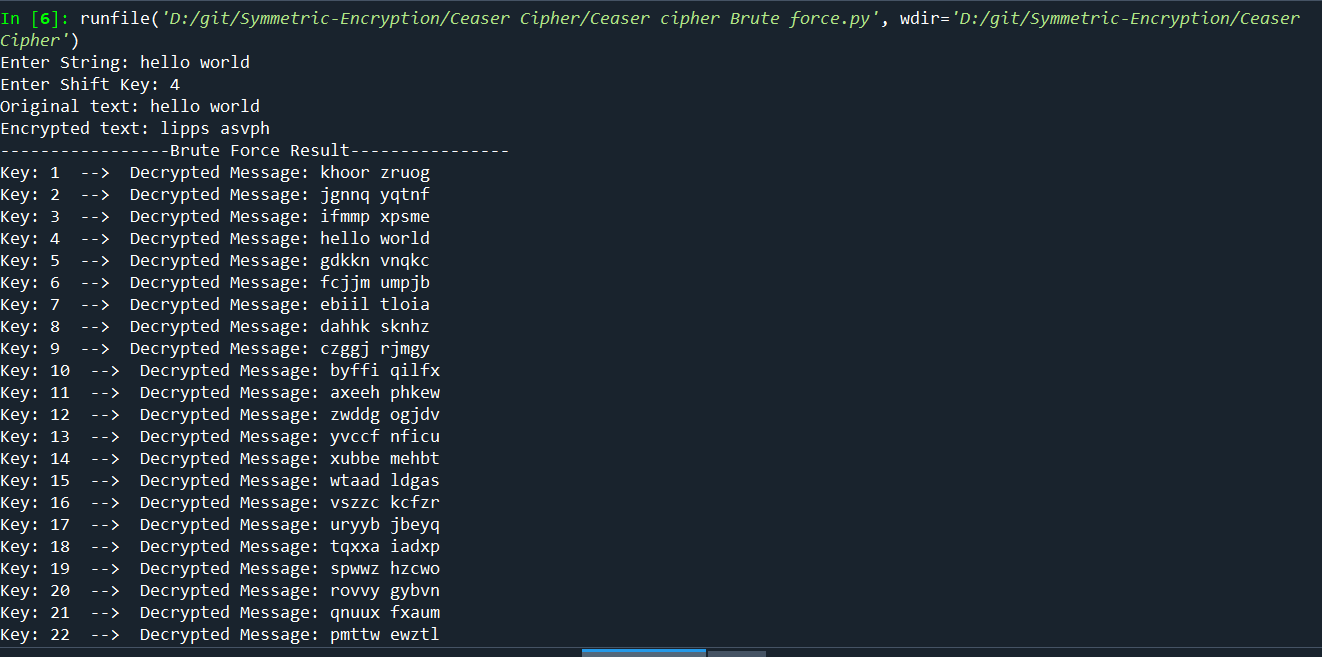 In [6]: runfile('D:/git/Symmetric-Encryption/Ceaser Cipher/Ceaser cipher Brute force.py', wdir='D:/git/Symmetric-Encryption/Ceaser
Cipher')
Enter String: hello world
Enter Shift Key: 4
Original text: hello world
Encrypted text: lipps asvph
-----------------Brute Force Result----------------
Key: 1  -->  Decrypted Message: khoor zruog
Key: 2  -->  Decrypted Message: jgnnq yqtnf
Key: 3  -->  Decrypted Message: ifmmp xpsme
Key: 4  -->  Decrypted Message: hello world
Key: 5  -->  Decrypted Message: gdkkn vnqkc
Key: 6  -->  Decrypted Message: fcjjm umpjb
Key: 7  -->  Decrypted Message: ebiil tloia
Key: 8  -->  Decrypted Message: dahhk sknhz
Key: 9  -->  Decrypted Message: czggj rjmgy
Key: 10  -->  Decrypted Message: byffi qilfx
Key: 11  -->  Decrypted Message: axeeh phkew
Key: 12  -->  Decrypted Message: zwddg ogjdv
Key: 13  -->  Decrypted Message: yvccf nficu
Key: 14  -->  Decrypted Message: xubbe mehbt
Key: 15  -->  Decrypted Message: wtaad ldgas
Key: 16  -->  Decrypted Message: vszzc kcfzr
Key: 17  -->  Decrypted Message: uryyb jbeyq
Key: 18  -->  Decrypted Message: tqxxa iadxp
Key: 19  -->  Decrypted Message: spwwz hzcwo
Key: 20  -->  Decrypted Message: rovvy gybvn
Key: 21  -->  Decrypted Message: qnuux fxaum
Key: 22  -->  Decrypted Message: pmttw ewztl